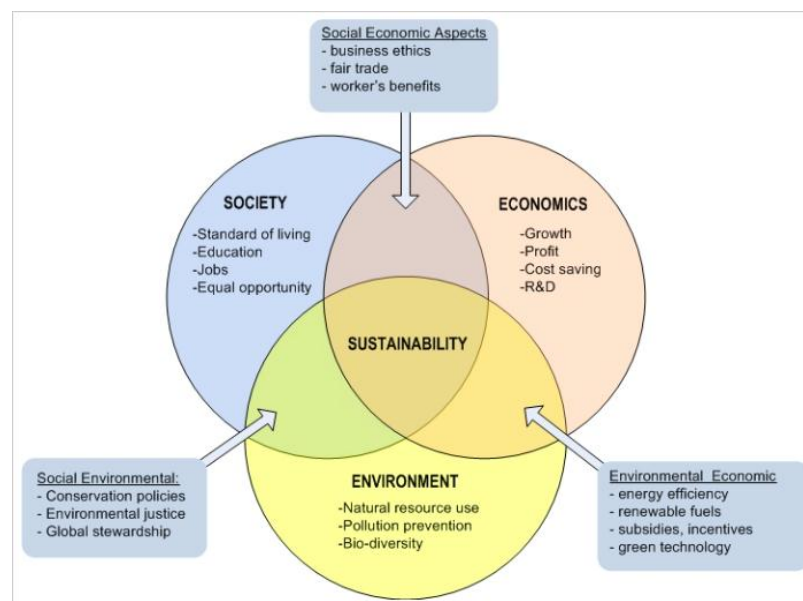 Social Economic Aspects
- business ethics
- fair trade
- worker's benefits
SOCIETY
-Standard of living
-Education
-Jobs
-Equal opportunity
ECONOMICS
-Growth
-Profit
-Cost saving
-R&D
SUSTAINABILITY
Social Environmental:
- Conservation policies
- Environmental justice
- Global stewardship
ENVIRONMENT
-Natural resource use
-Pollution prevention
-Bio-diversity
Environmental Economic
- energy efficiency
- renewable fuels
- subsidies, incentives
- green technology